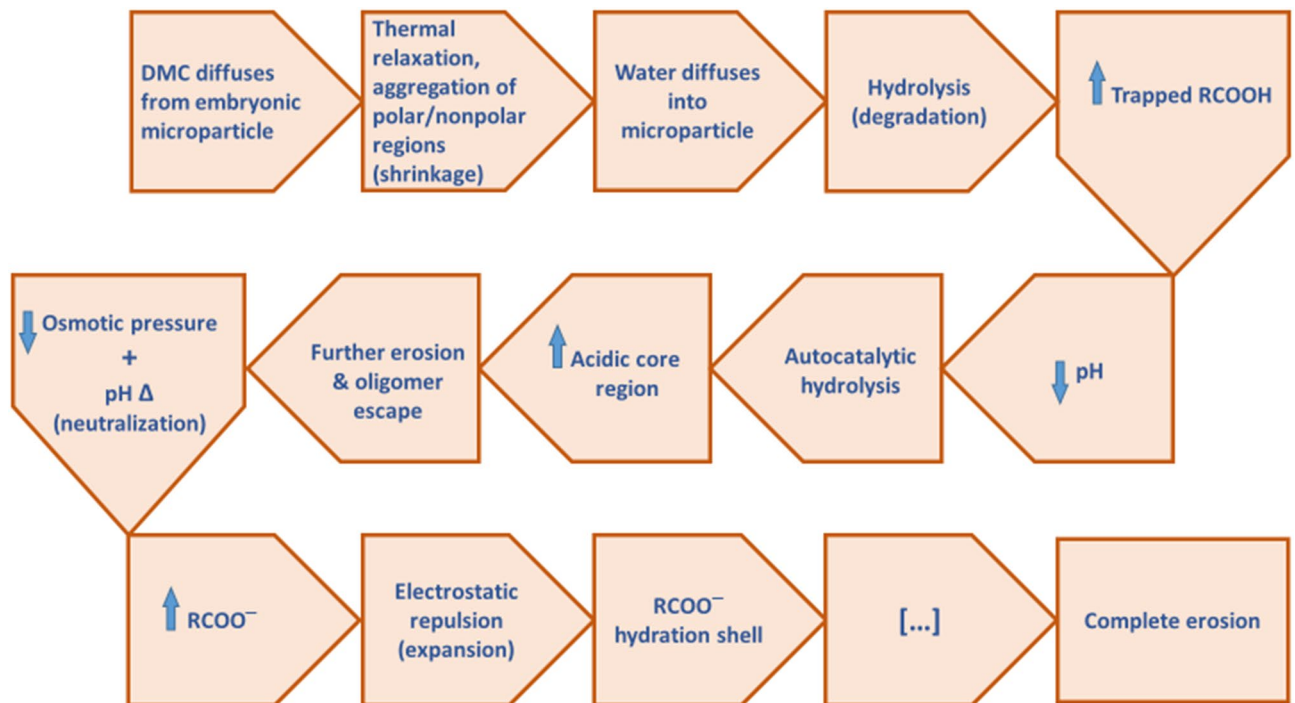 DMC diffuses
from embryonic
microparticle
Thermal
relaxation,
aggregation of
polar/nonpolar
regions
(shrinkage)
Water diffuses
into
microparticle
Hydrolysis
(degradation)
Trapped RCOOH
pH
Autocatalytic
hydrolysis
Acidic core
region
Further erosion
& oligomer
escape
Osmotic pressure
+
pH Δ
(neutralization)
RCOO⁻
Electrostatic
repulsion
(expansion)
RCOO⁻
hydration shell
[...]
Complete erosion